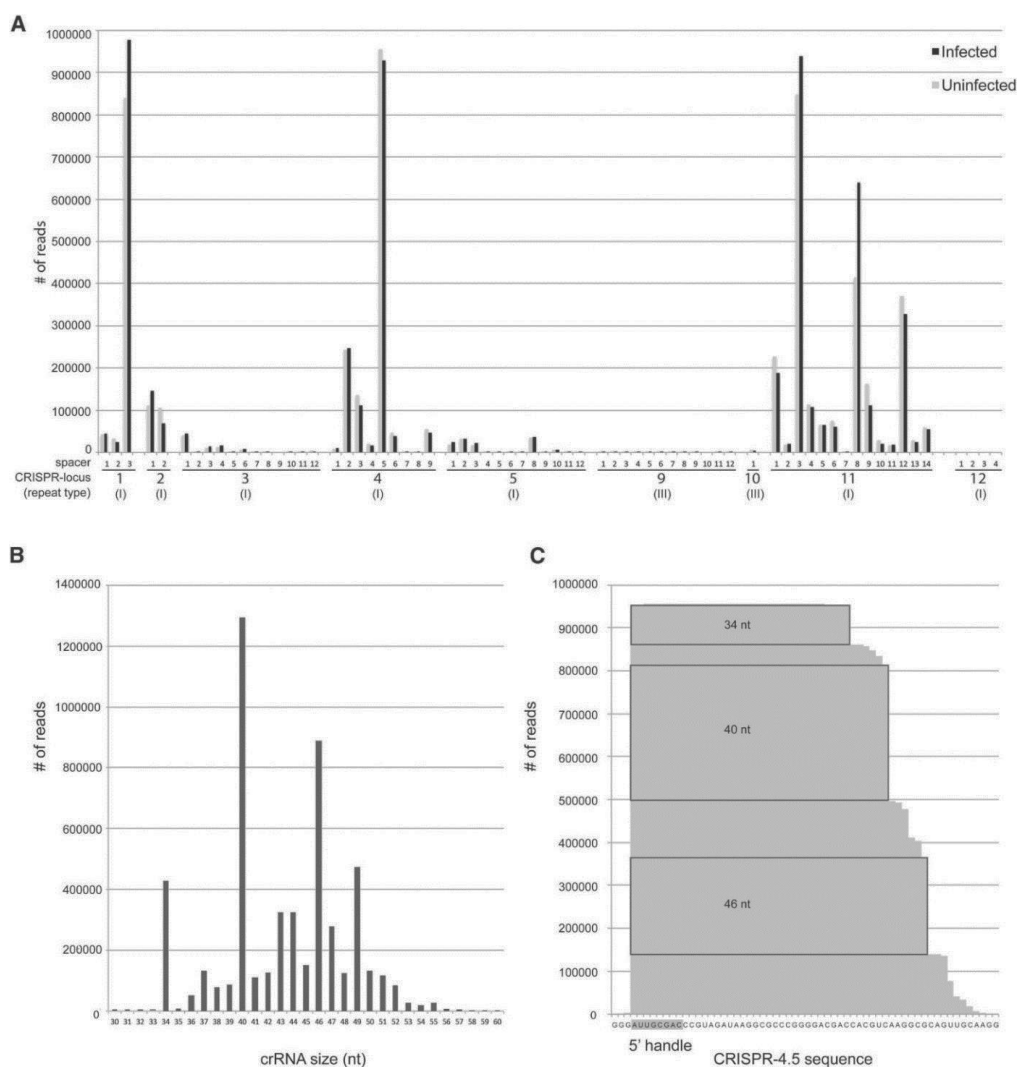 A
1000000
900000
800000
700000
600000
500000
400000
300000
200000
100000
0
# of reads
Infected
Uninfected
spacer 1 2 3 1 2 1 2 3 4 5 6 7 8 9 10 11 12 1 2 3 4 5 6 7 8 9 1 2 3 4 5 6 7 8 9 10 11 12 1 2 3 4 5 6 7 8 9 10 11 12 1 1 2 3 4 5 6 7 8 9 10 11 12 13 14 1 2 3 4
CRISPR-locus 1 2 3 4 5 9 10 11 12
(repeat type) (I) (I) (I) (I) (I) (III) (III) (I) (I)
B
1400000
1200000
1000000
800000
600000
400000
200000
0
# of reads
30 31 32 33 34 35 36 37 38 39 40 41 42 43 44 45 46 47 48 49 50 51 52 53 54 55 56 57 58 59 60
crRNA size (nt)
C
1000000
900000
800000
700000
600000
500000
400000
300000
200000
100000
0
# of reads
34 nt
40 nt
46 nt
GGGAUUGCGACCCGUAGAUAAGGCGCCCGGGGACGACCACGUCAAGGCGCAGUUGCAAGG
5' handle
CRISPR-4.5 sequence